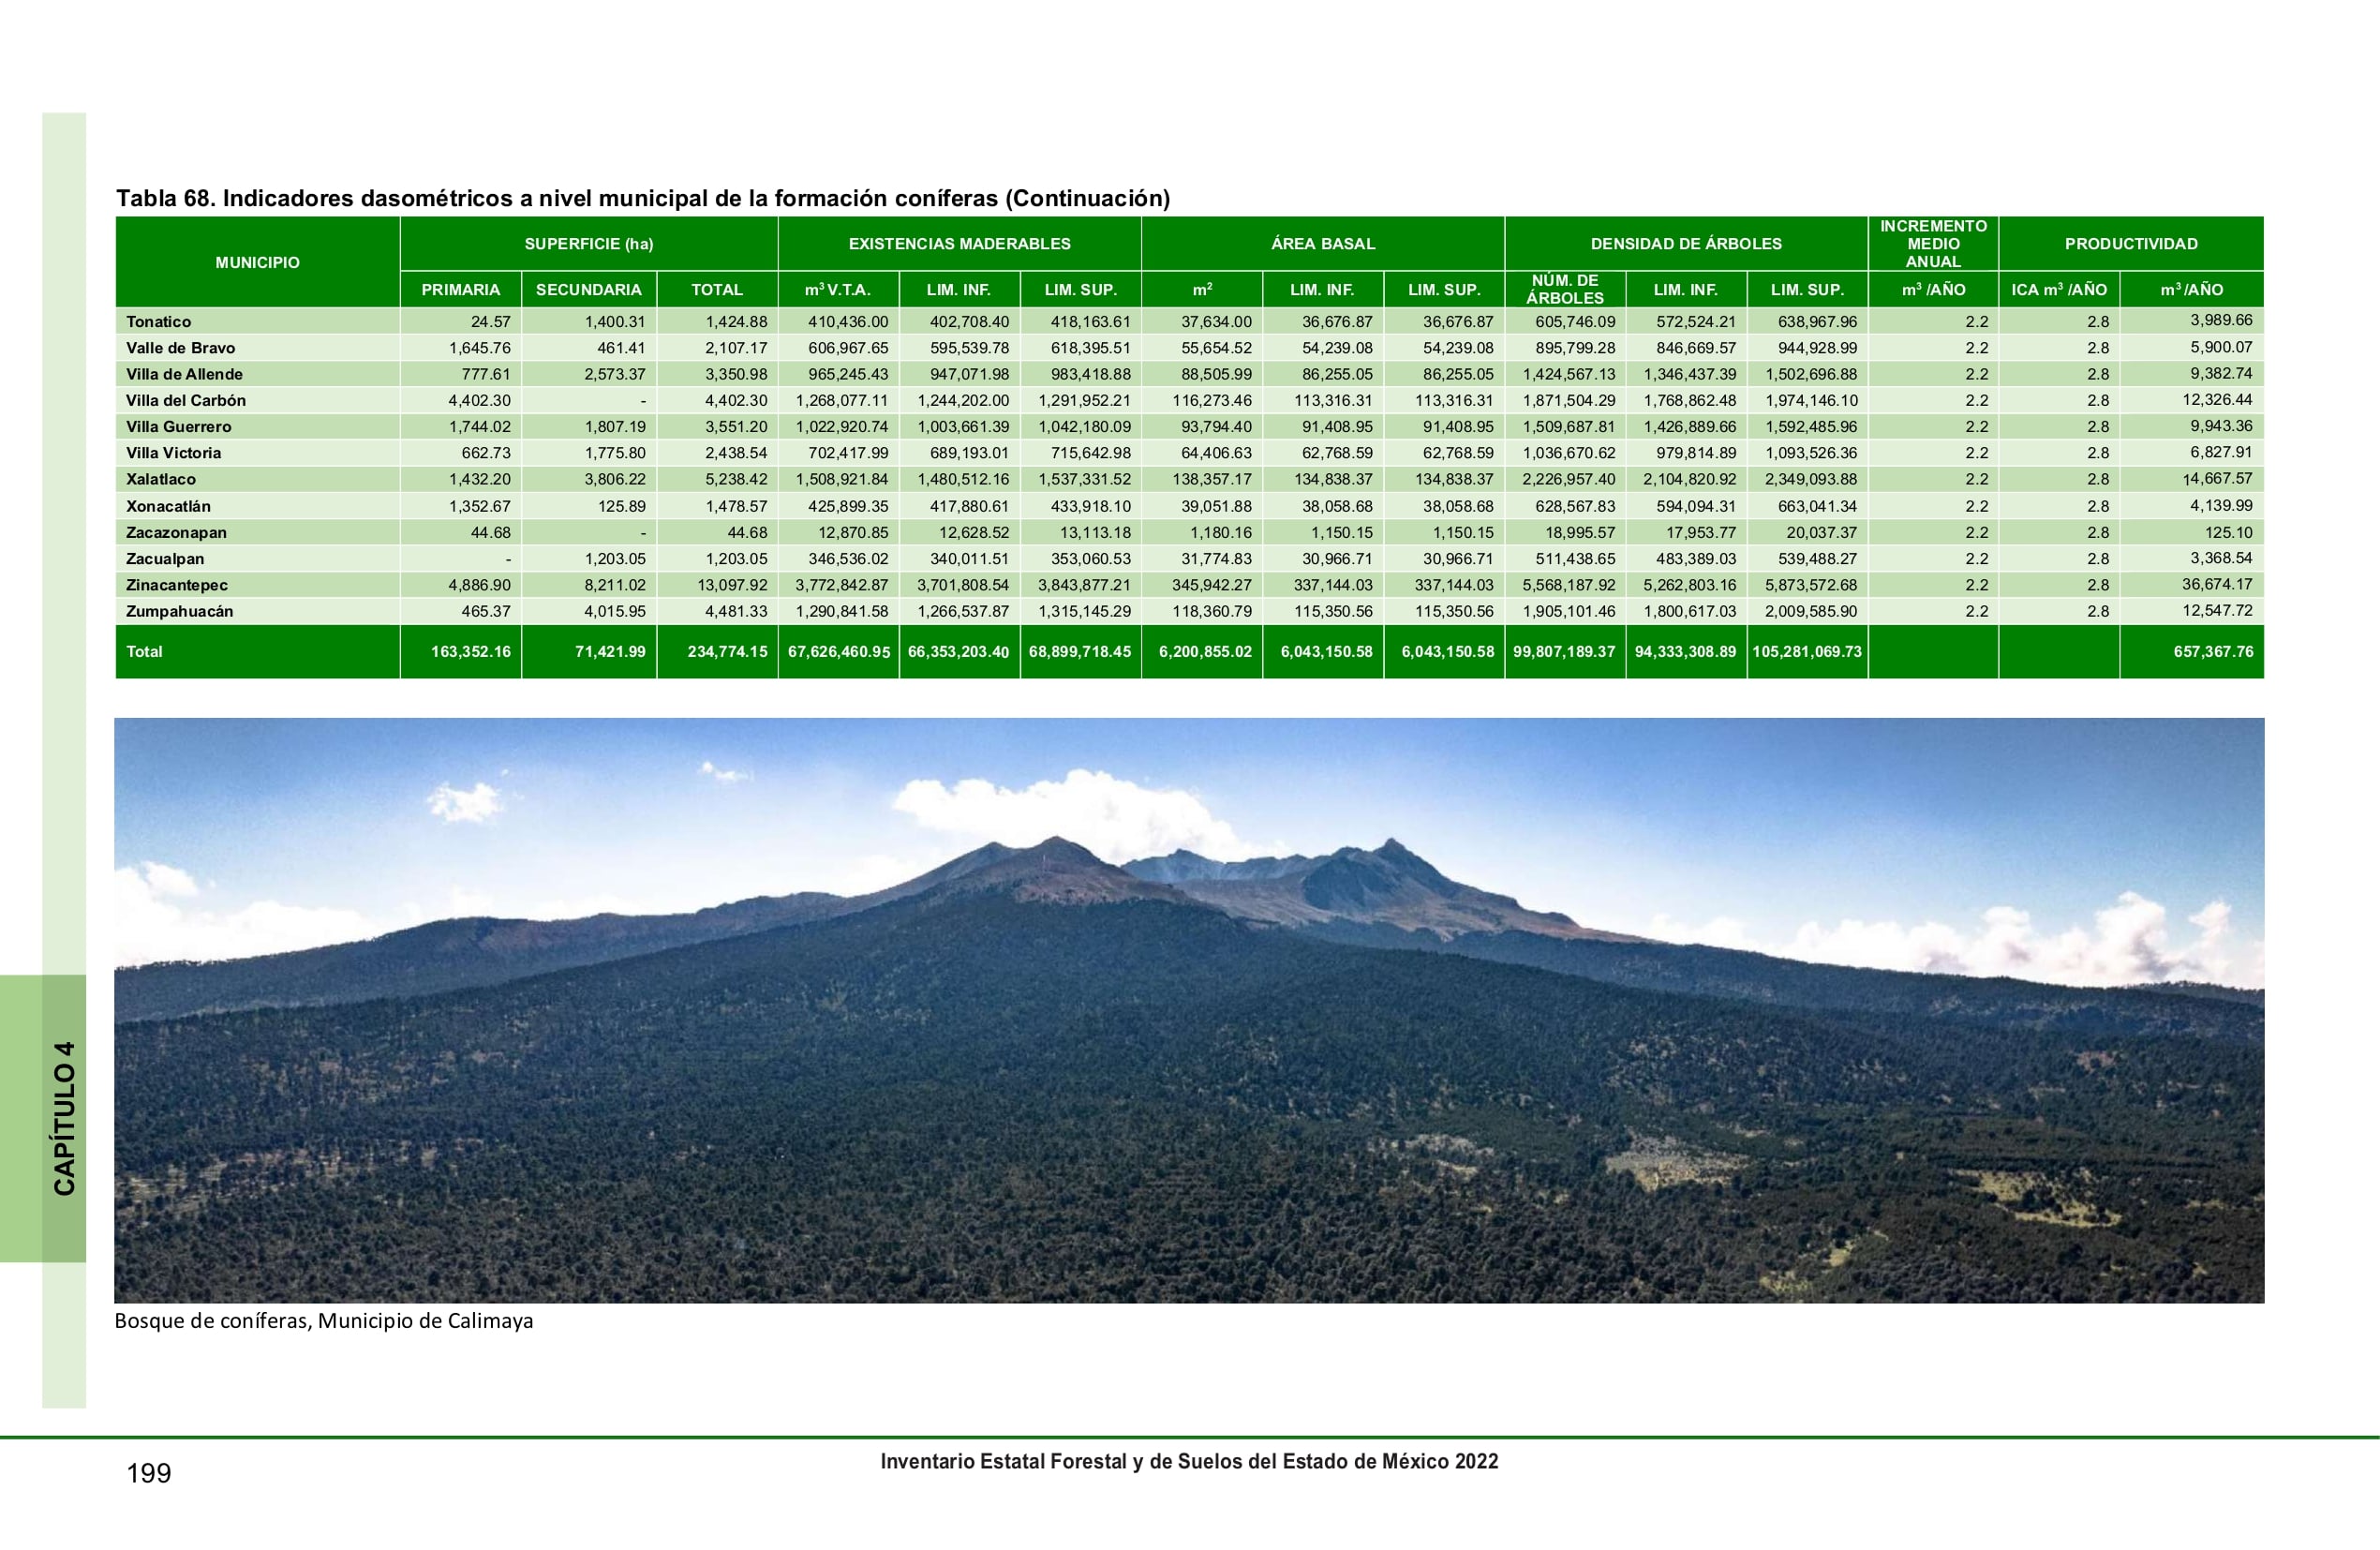 Tabla 68. Indicadores dasométricos a nivel municipal de la formación coníferas (Continuación)
MUNICIPIO SUPERFICIE (ha) EXISTENCIAS MADERABLES ÁREA BASAL DENSIDAD DE ÁRBOLES INCREMENTO MEDIO ANUAL PRODUCTIVIDAD
PRIMARIA SECUNDARIA TOTAL m³ V.T.A. LIM. INF. LIM. SUP. m² LIM. INF. LIM. SUP. NÚM. DE ÁRBOLES LIM. INF. LIM. SUP. m³ /AÑO ICA m³ /AÑO m³ /AÑO
Tonatico 24.57 1,400.31 1,424.88 410,436.00 402,708.40 418,163.61 37,634.00 36,676.87 36,676.87 605,746.09 572,524.21 638,967.96 2.2 2.8 3,989.66
Valle de Bravo 1,645.76 461.41 2,107.17 606,967.65 595,539.78 618,395.51 55,654.52 54,239.08 54,239.08 895,799.28 846,669.57 944,928.99 2.2 2.8 5,900.07
Villa de Allende 777.61 2,573.37 3,350.98 965,245.43 947,071.98 983,418.88 88,505.99 86,255.05 86,255.05 1,424,567.13 1,346,437.39 1,502,696.88 2.2 2.8 9,382.74
Villa del Carbón 4,402.30 - 4,402.30 1,268,077.11 1,244,202.00 1,291,952.21 116,273.46 113,316.31 113,316.31 1,871,504.29 1,768,862.48 1,974,146.10 2.2 2.8 12,326.44
Villa Guerrero 1,744.02 1,807.19 3,551.20 1,022,920.74 1,003,661.39 1,042,180.09 93,794.40 91,408.95 91,408.95 1,509,687.81 1,426,889.66 1,592,485.96 2.2 2.8 9,943.36
Villa Victoria 662.73 1,775.80 2,438.54 702,417.99 689,193.01 715,642.98 64,406.63 62,768.59 62,768.59 1,036,670.62 979,814.89 1,093,526.36 2.2 2.8 6,827.91
Xalatlaco 1,432.20 3,806.22 5,238.42 1,508,921.84 1,480,512.16 1,537,331.52 138,357.17 134,838.37 134,838.37 2,226,957.40 2,104,820.92 2,349,093.88 2.2 2.8 14,667.57
Xonacatlán 1,352.67 125.89 1,478.57 425,899.35 417,880.61 433,918.10 39,051.88 38,058.68 38,058.68 628,567.83 594,094.31 663,041.34 2.2 2.8 4,139.99
Zacazonapan 44.68 - 44.68 12,870.85 12,628.52 13,113.18 1,180.16 1,150.15 1,150.15 18,995.57 17,953.77 20,037.37 2.2 2.8 125.10
Zacualpan - 1,203.05 1,203.05 346,536.02 340,011.51 353,060.53 31,774.83 30,966.71 30,966.71 511,438.65 483,389.03 539,488.27 2.2 2.8 3,368.54
Zinacantepec 4,886.90 8,211.02 13,097.92 3,772,842.87 3,701,808.54 3,843,877.21 345,942.27 337,144.03 337,144.03 5,568,187.92 5,262,803.16 5,873,572.68 2.2 2.8 36,674.17
Zumpahuacán 465.37 4,015.95 4,481.33 1,290,841.58 1,266,537.87 1,315,145.29 118,360.79 115,350.56 115,350.56 1,905,101.46 1,800,617.03 2,009,585.90 2.2 2.8 12,547.72
Total 163,352.16 71,421.99 234,774.15 67,626,460.95 66,353,203.40 68,899,718.45 6,200,855.02 6,043,150.58 6,043,150.58 99,807,189.37 94,333,308.89 105,281,069.73 657,367.76
Bosque de coníferas, Municipio de Calimaya
CAPÍTULO 4
199
Inventario Estatal Forestal y de Suelos del Estado de México 2022